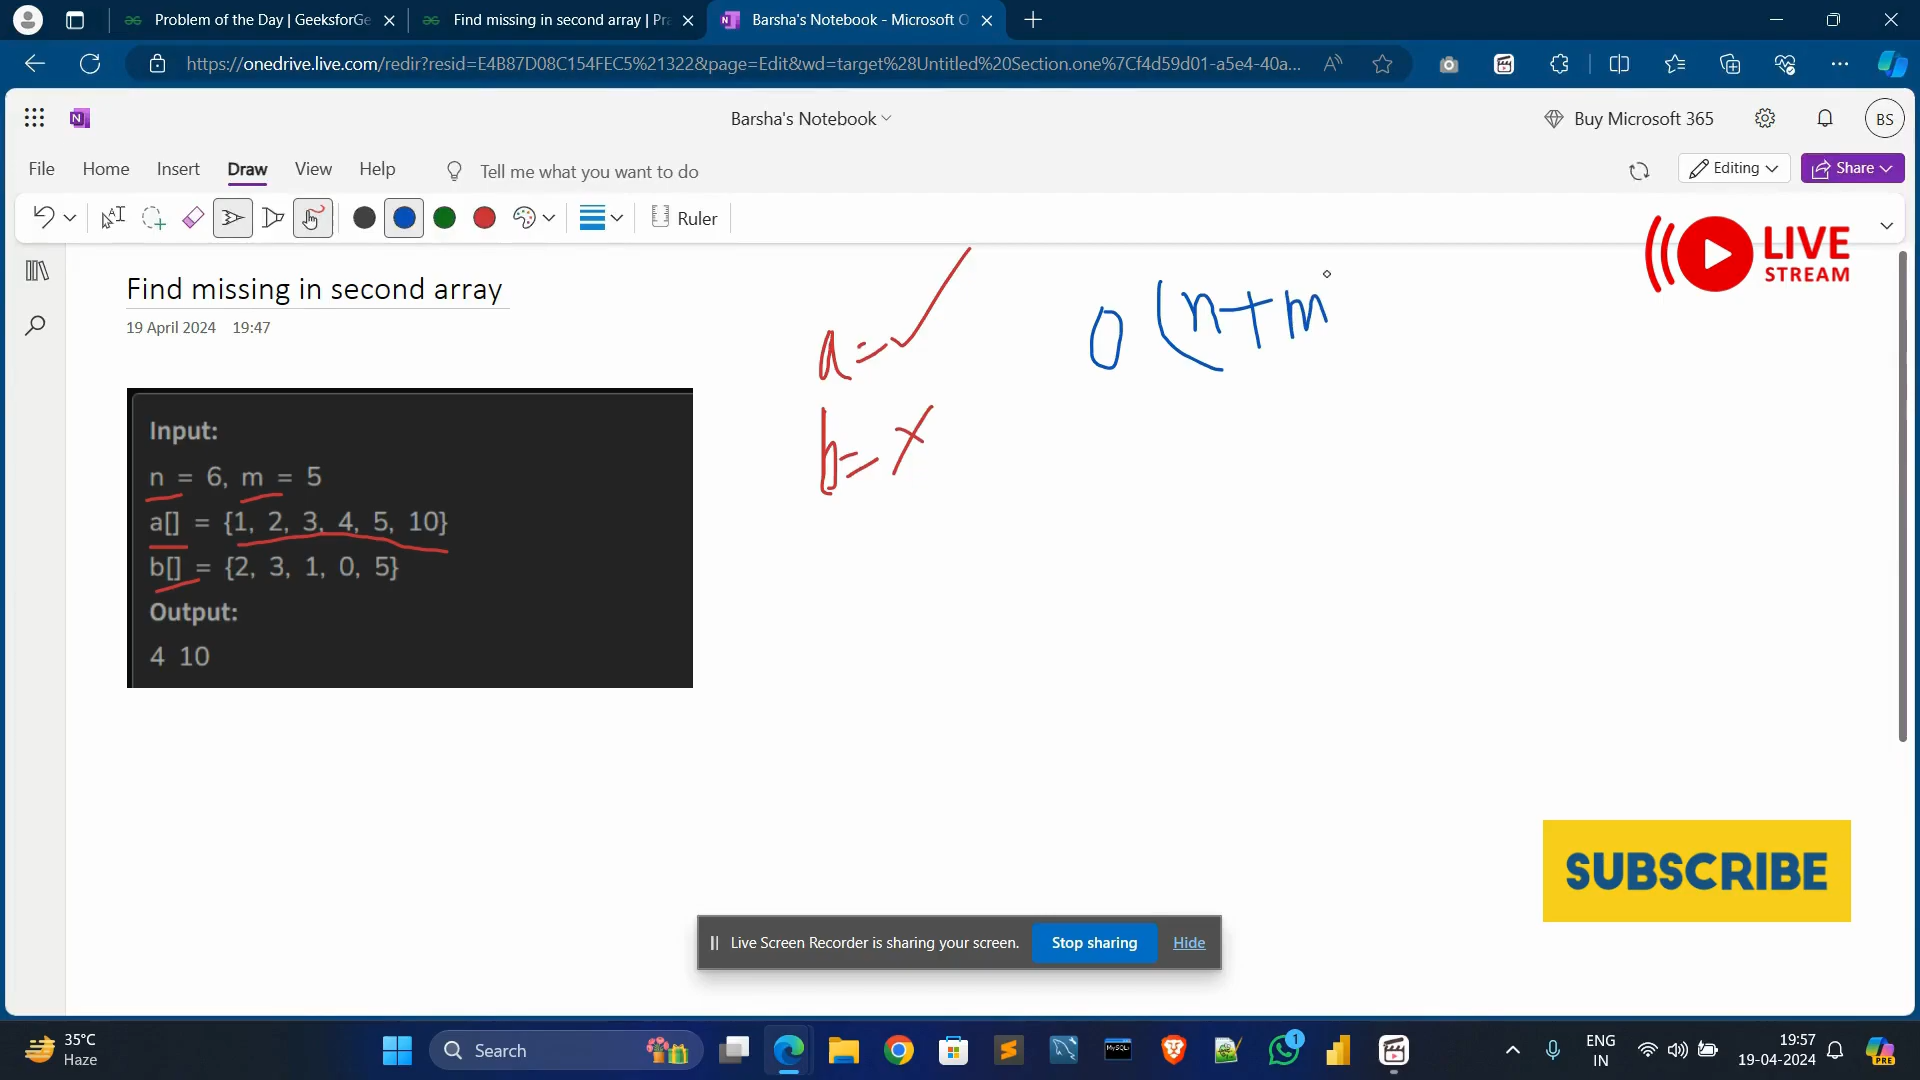 Problem of the Day | GeeksforGe
Find missing in second array | Pra
Barsha's Notebook - Microsoft O
https://onedrive.live.com/redir?resid=E4B87D08C154FEC5%21322&page=Edit&wd=target%28Untitled%20Section.one%7Cf4d59d01-a5e4-40a...
Barsha's Notebook
Buy Microsoft 365
BS
File Home Insert Draw View Help
Tell me what you want to do
Editing
Share
Ruler
LIVE
STREAM
Find missing in second array
19 April 2024 19:47
a=
b=
O (n+m
Input:
n = 6, m = 5
a[] = {1, 2, 3, 4, 5, 10}
b[] = {2, 3, 1, 0, 5}
Output:
4 10
SUBSCRIBE
Live Screen Recorder is sharing your screen.
Stop sharing
Hide
35°C
Haze
Search
MySQL
1
ENG
IN
19:57
19-04-2024
PRE